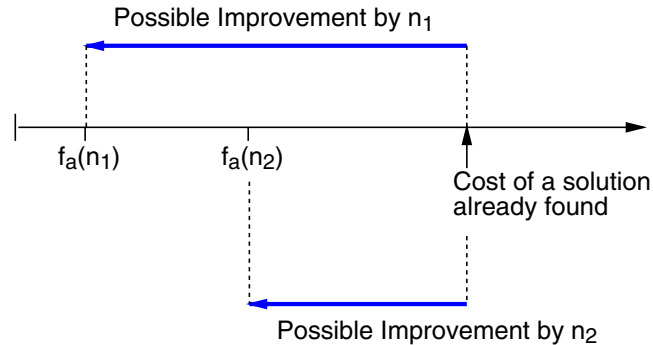 Possible Improvement by n₁
fₐ(n₁)
fₐ(n₂)
Cost of a solution
already found
Possible Improvement by n₂